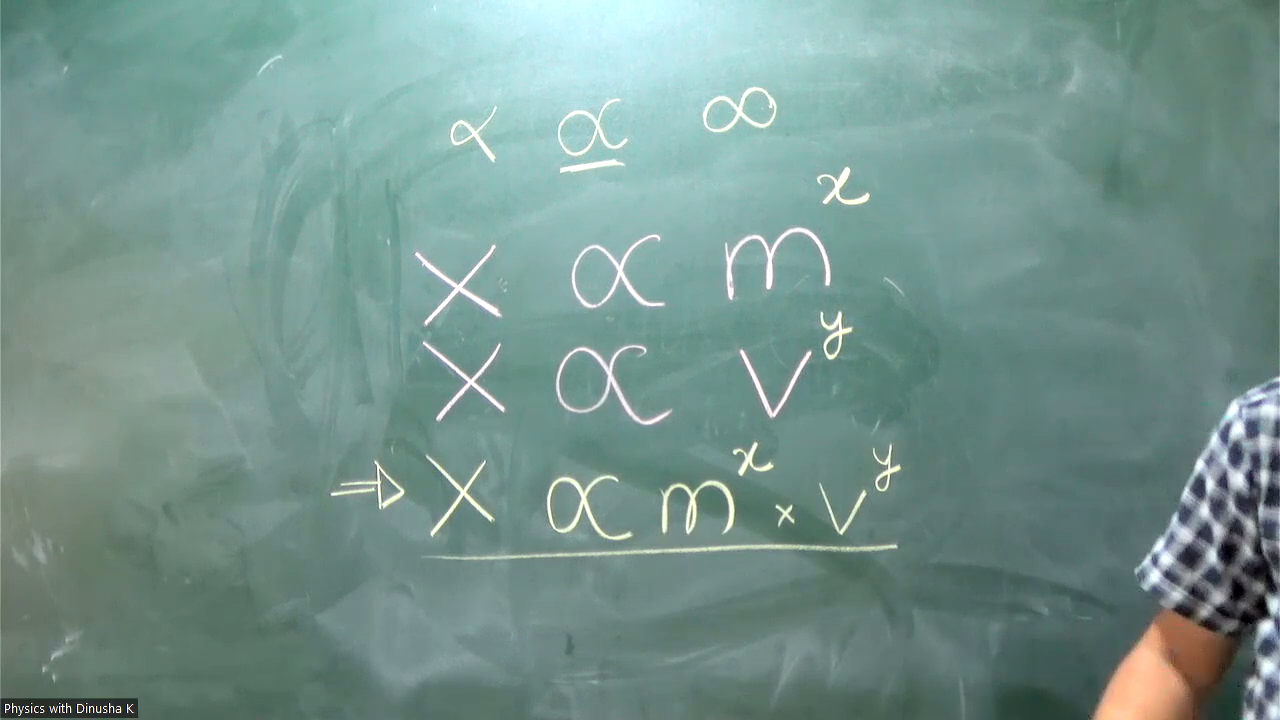 α ∝ ∞
X ∝ m^x
X ∝ v^y
⇒ X ∝ m^x × v^y
Physics with Dinusha K